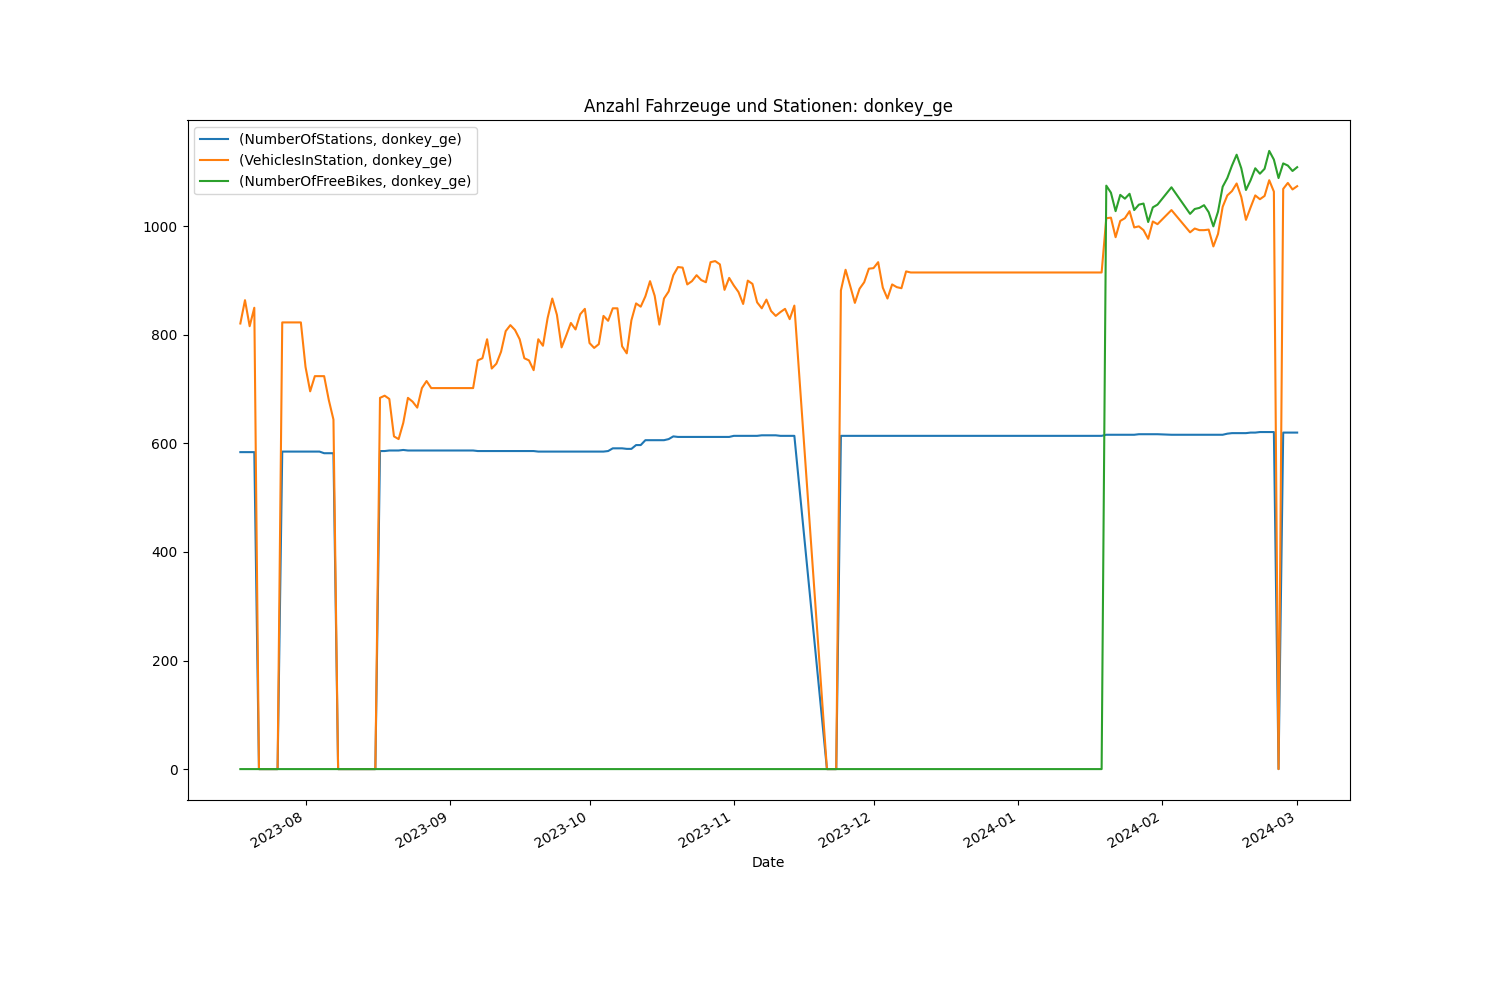 Anzahl Fahrzeuge und Stationen: donkey_ge
(NumberOfStations, donkey_ge)
(VehiclesInStation, donkey_ge)
(NumberOfFreeBikes, donkey_ge)
1000
800
600
400
200
0
2023-08
2023-09
2023-10
2023-11
2023-12
2024-01
2024-02
2024-03
Date